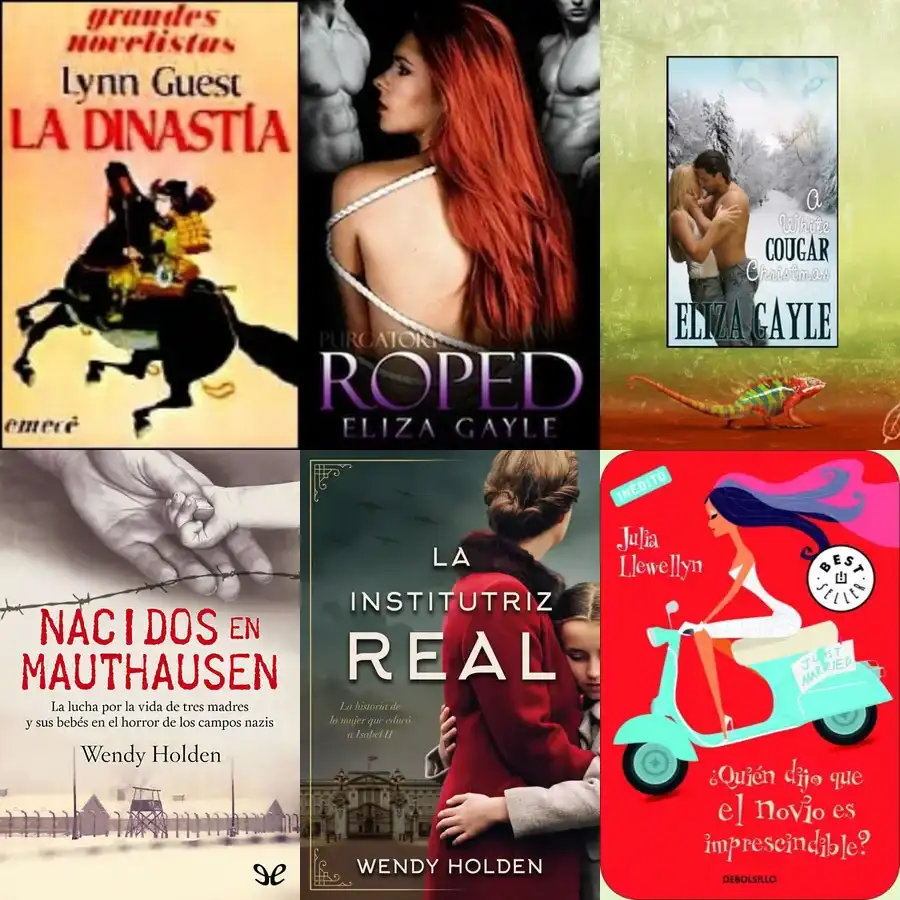 grandes
novelistas
Lynn Guest
LA DINASTÍA
emecé
PURGATORY
ROPED
ELIZA GAYLE
A
White
COUGAR
Christmas
ELIZA GAYLE
NACIDOS EN
MAUTHAUSEN
La lucha por la vida de tres madres
y sus bebés en el horror de los campos nazis
Wendy Holden
LA
INSTITUTRIZ
REAL
La historia de
la mujer que educó
a Isabel II
WENDY HOLDEN
INÉDITO
Julia
Llewellyn
BEST
SELLER
JUST
MARRIED
¿Quién dijo que
el novio es
imprescindible?
DEBOLSILLO